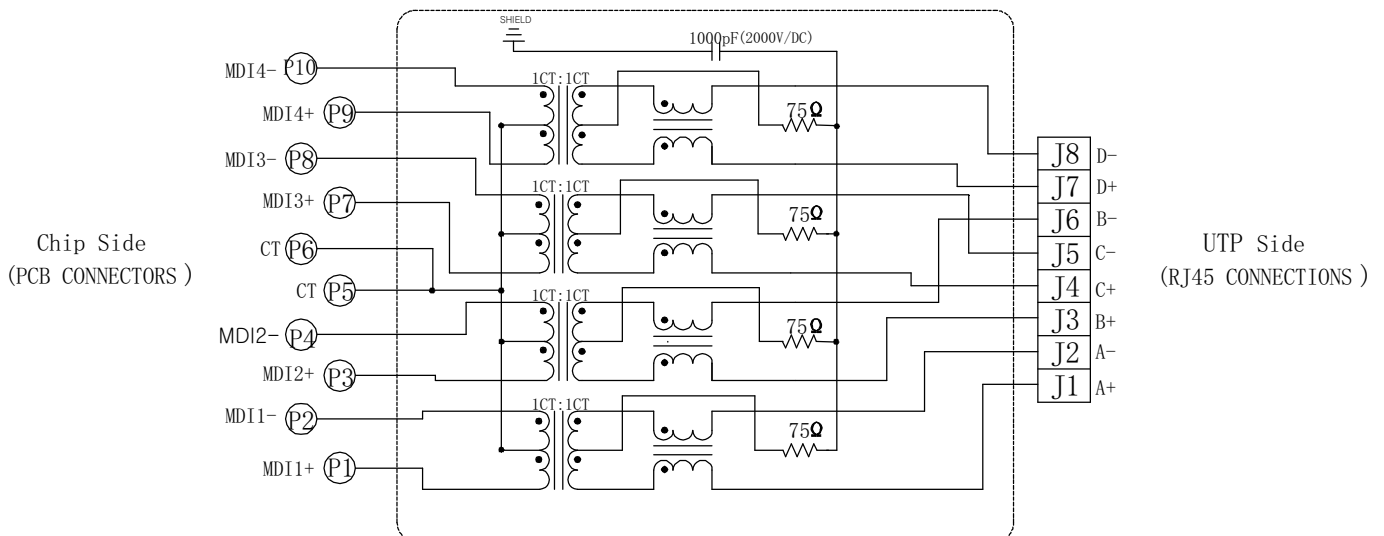 SHIELD
1000pF(2000V/DC)
MDI4- P10
1CT:1CT
MDI4+ P9
75Ω
MDI3- P8
J8 D-
1CT:1CT
J7 D+
MDI3+ P7
75Ω
J6 B-
Chip Side
(PCB CONNECTORS )
CT P6
J5 C-
UTP Side
(RJ45 CONNECTIONS )
CT P5
J4 C+
1CT:1CT
MDI2- P4
75Ω
J3 B+
J2 A-
MDI2+ P3
J1 A+
1CT:1CT
MDI1- P2
75Ω
MDI1+ P1